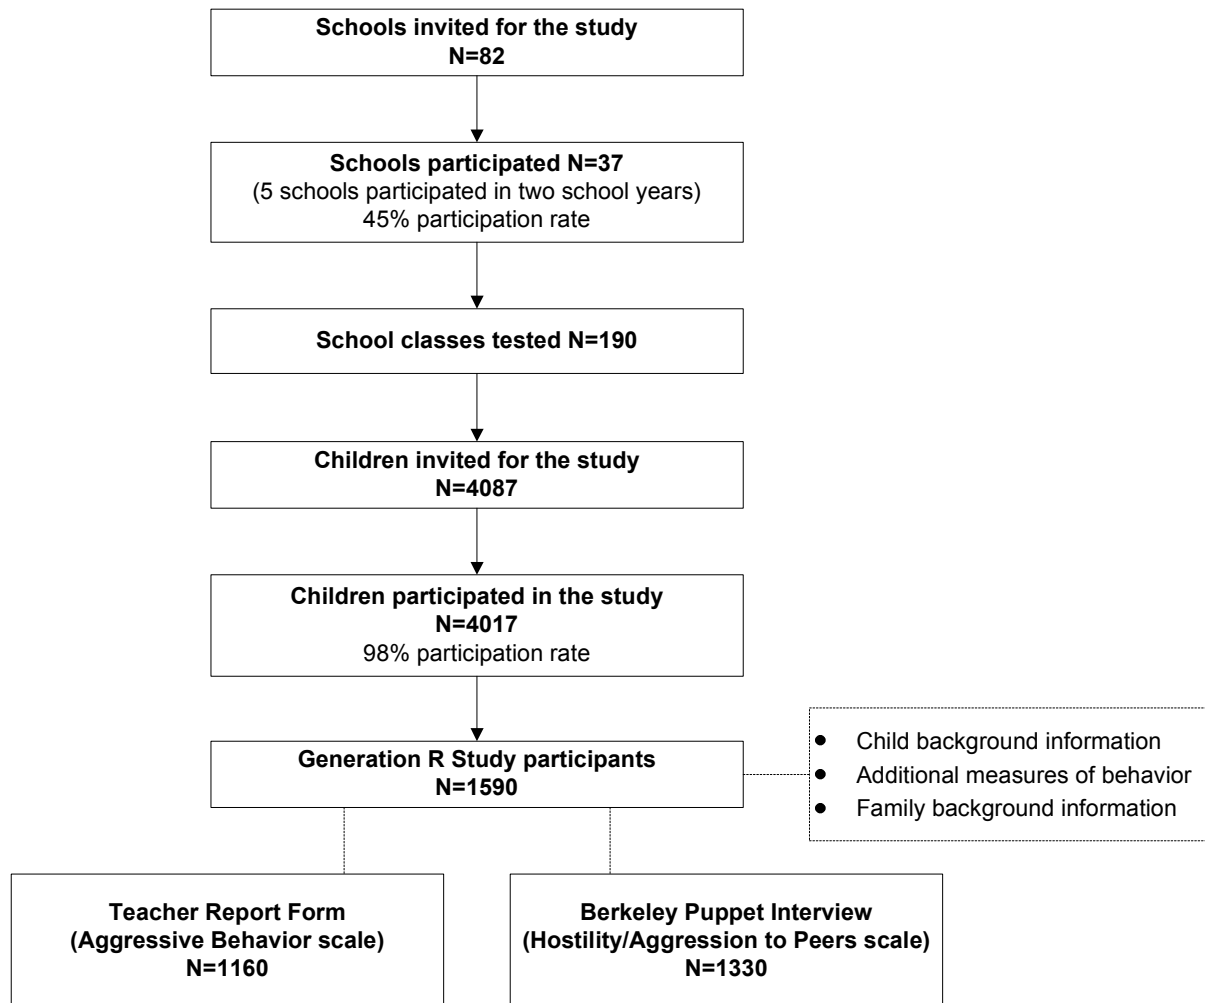 Schools invited for the study
N=82
Schools participated N=37
(5 schools participated in two school years)
45% participation rate
School classes tested N=190
Children invited for the study
N=4087
Children participated in the study
N=4017
98% participation rate
Generation R Study participants
N=1590
● Child background information
● Additional measures of behavior
● Family background information
Teacher Report Form
(Aggressive Behavior scale)
N=1160
Berkeley Puppet Interview
(Hostility/Aggression to Peers scale)
N=1330